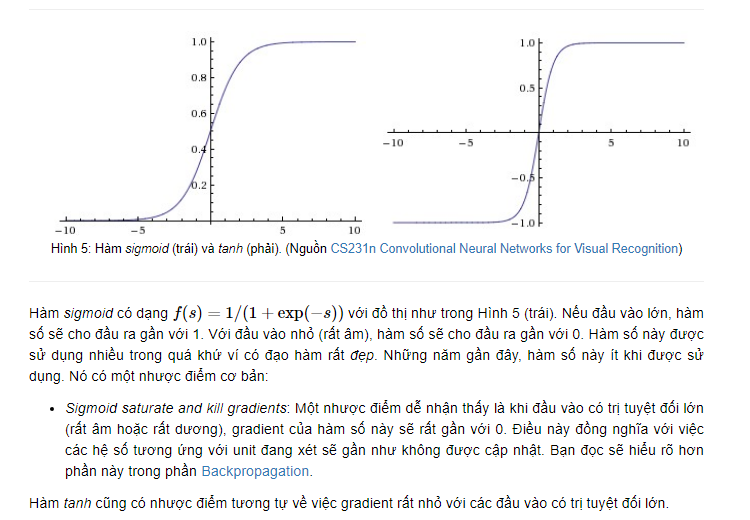 1.0
0.8
0.6
0.4
0.2
-10
-5
5
10
1.0
0.5
-10
-5
5
10
-0.5
-1.0
Hình 5: Hàm sigmoid (trái) và tanh (phải). (Nguồn CS231n Convolutional Neural Networks for Visual Recognition)
Hàm sigmoid có dạng f(s) = 1/(1 + exp(−s)) với đồ thị như trong Hình 5 (trái). Nếu đầu vào lớn, hàm
số sẽ cho đầu ra gần với 1. Với đầu vào nhỏ (rất âm), hàm số sẽ cho đầu ra gần với 0. Hàm số này được
sử dụng nhiều trong quá khứ ví có đạo hàm rất đẹp. Những năm gần đây, hàm số này ít khi được sử
dụng. Nó có một nhược điểm cơ bản:
• Sigmoid saturate and kill gradients: Một nhược điểm dễ nhận thấy là khi đầu vào có trị tuyệt đối lớn
(rất âm hoặc rất dương), gradient của hàm số này sẽ rất gần với 0. Điều này đồng nghĩa với việc
các hệ số tương ứng với unit đang xét sẽ gần như không được cập nhật. Bạn đọc sẽ hiểu rõ hơn
phần này trong phần Backpropagation.
Hàm tanh cũng có nhược điểm tương tự về việc gradient rất nhỏ với các đầu vào có trị tuyệt đối lớn.